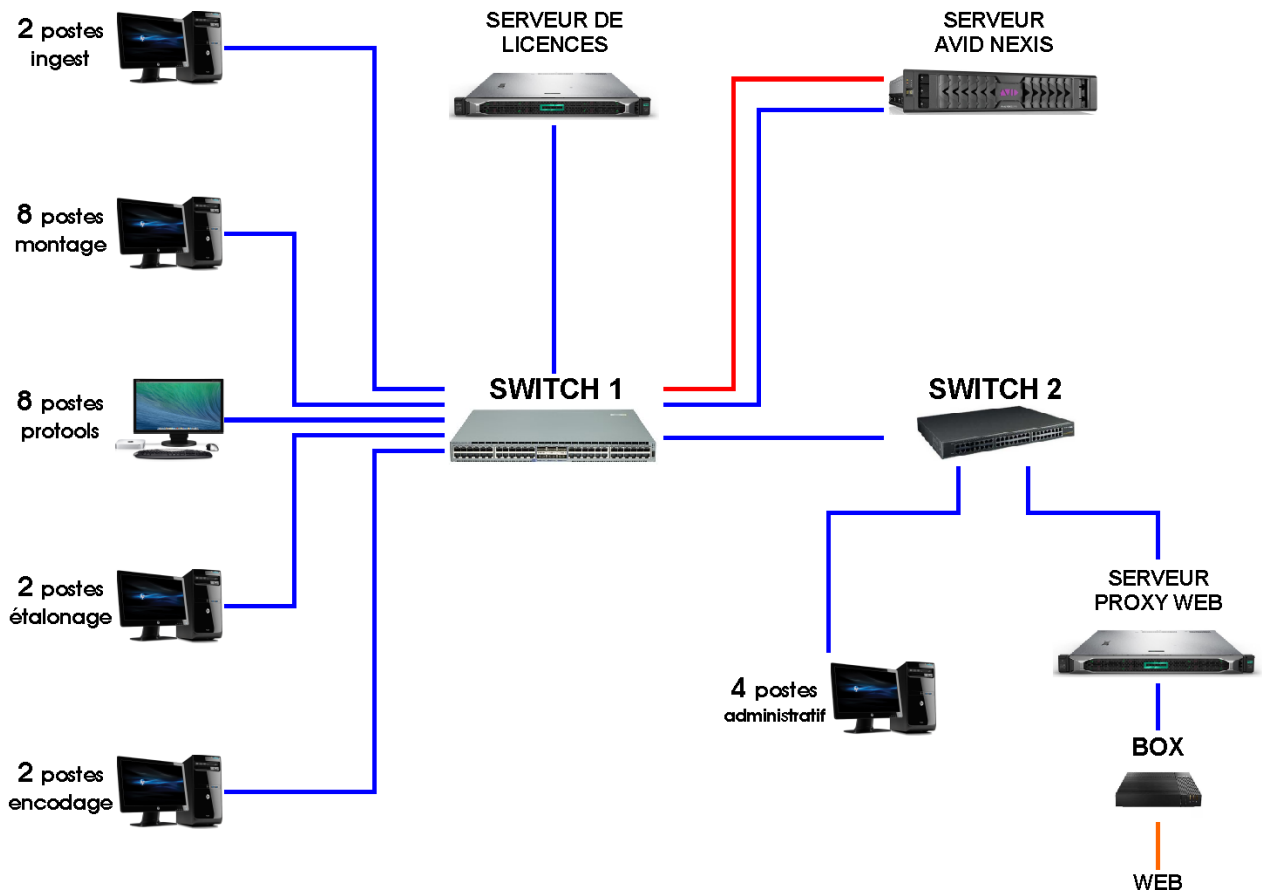 2 postes
ingest
SERVEUR DE
LICENCES
SERVEUR
AVID NEXIS
AVID
8 postes
montage
8 postes
protools
SWITCH 1
SWITCH 2
2 postes
étalonage
SERVEUR
PROXY WEB
4 postes
administratif
2 postes
encodage
BOX
WEB